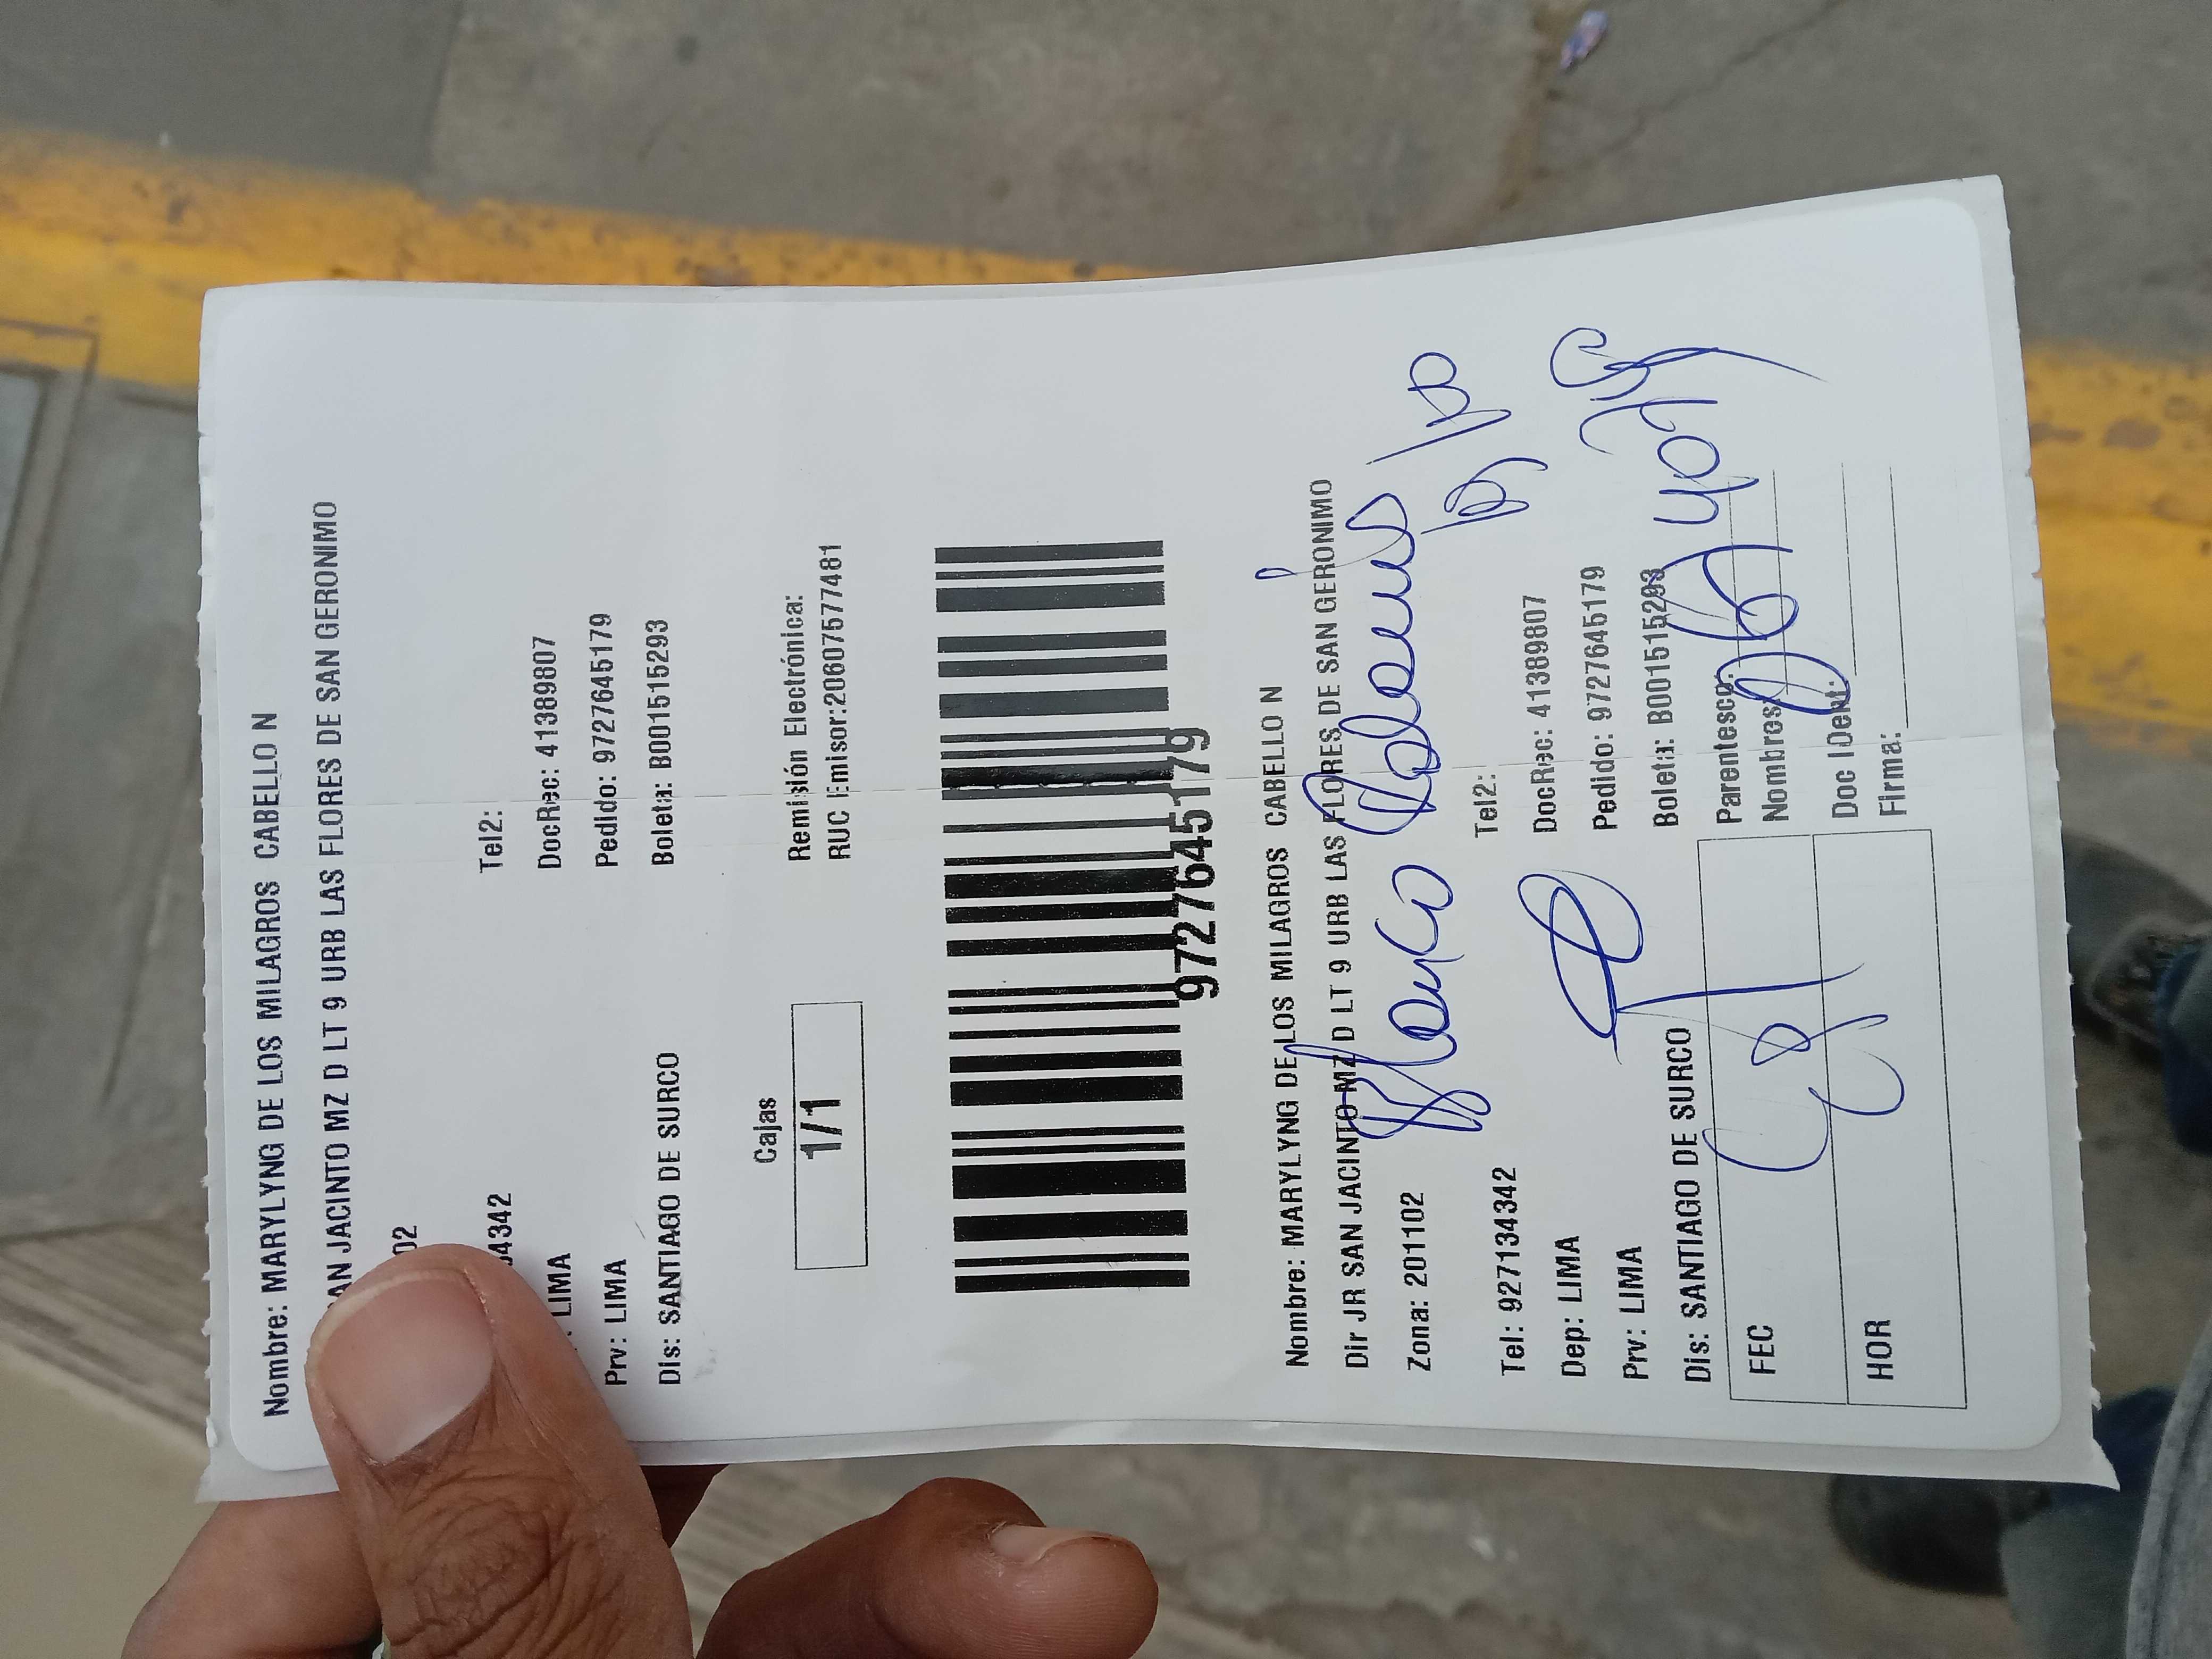 Nombre: MARYLYNG DE LOS MILAGROS CABELLO N
AN JACINTO MZ D LT 9 URB LAS FLORES DE SAN GERONIMO
02
34342 Tel2:
: LIMA DocRec: 41389807
Prv: LIMA Pedido: 9727645179
Dis: SANTIAGO DE SURCO Boleta: B001515293
Cajas
1/1
Remisión Electrónica:
RUC Emisor:20607577481
9727645179
Nombre: MARYLYNG DE LOS MILAGROS CABELLO N
Dir JR SAN JACINTO MZ D LT 9 URB LAS FLORES DE SAN GERONIMO
Zona: 201102
Tel: 927134342 Tel2:
Dep: LIMA DocRec: 41389807
Prv: LIMA Pedido: 9727645179
Dis: SANTIAGO DE SURCO Boleta: B001515293
FEC
HOR
Parentesco:
Nombres:
Doc IDent:
Firma: